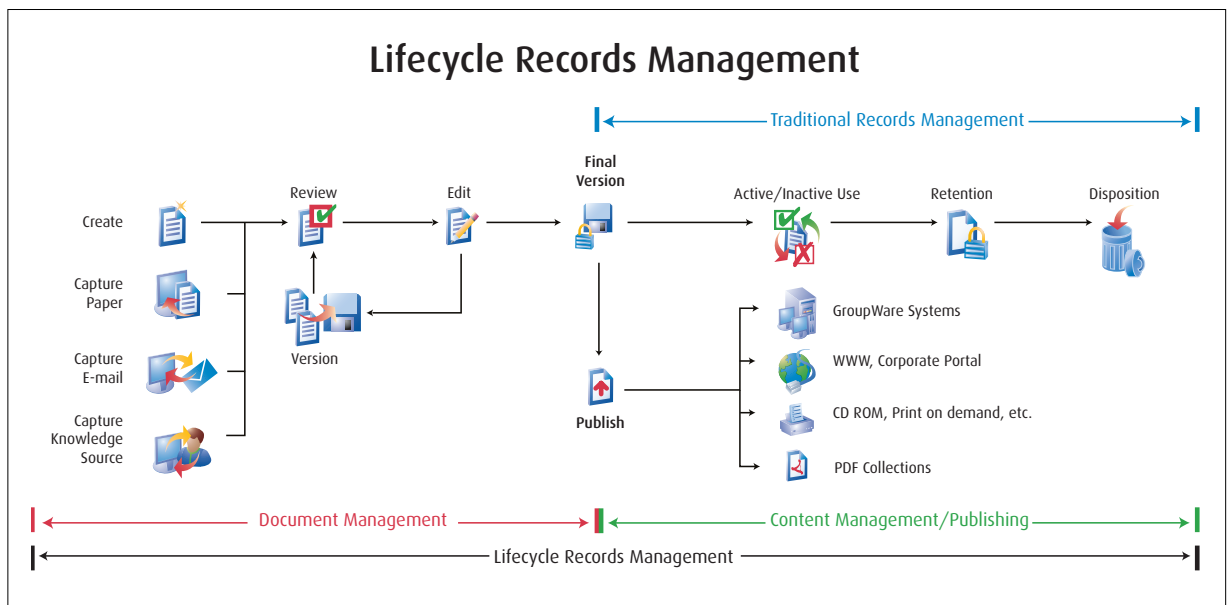 Lifecycle Records Management
Traditional Records Management
Final
Version
Review
Edit
Active/Inactive Use
Retention
Disposition
Create
Capture
Paper
Version
GroupWare Systems
Capture
E-mail
WWW, Corporate Portal
Publish
CD ROM, Print on demand, etc.
Capture
Knowledge
Source
PDF Collections
Document Management
Content Management/Publishing
Lifecycle Records Management